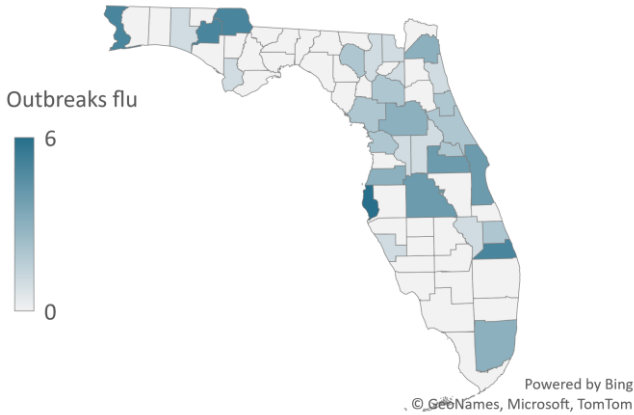 Outbreaks flu
6
0
Powered by Bing
© GeoNames, Microsoft, TomTom